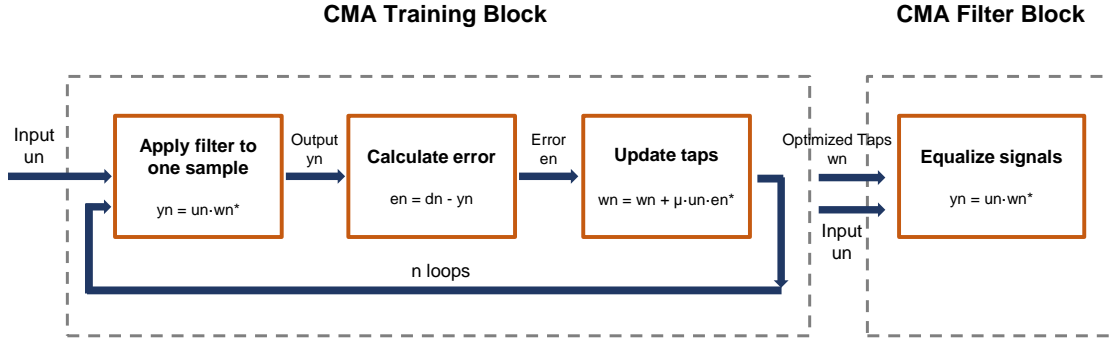 CMA Training Block
CMA Filter Block
Input
un
Apply filter to
one sample
yn = un·wn*
Output
yn
Calculate error
en = dn - yn
Error
en
Update taps
wn = wn + μ·un·en*
n loops
Optimized Taps
wn
Input
un
Equalize signals
yn = un·wn*